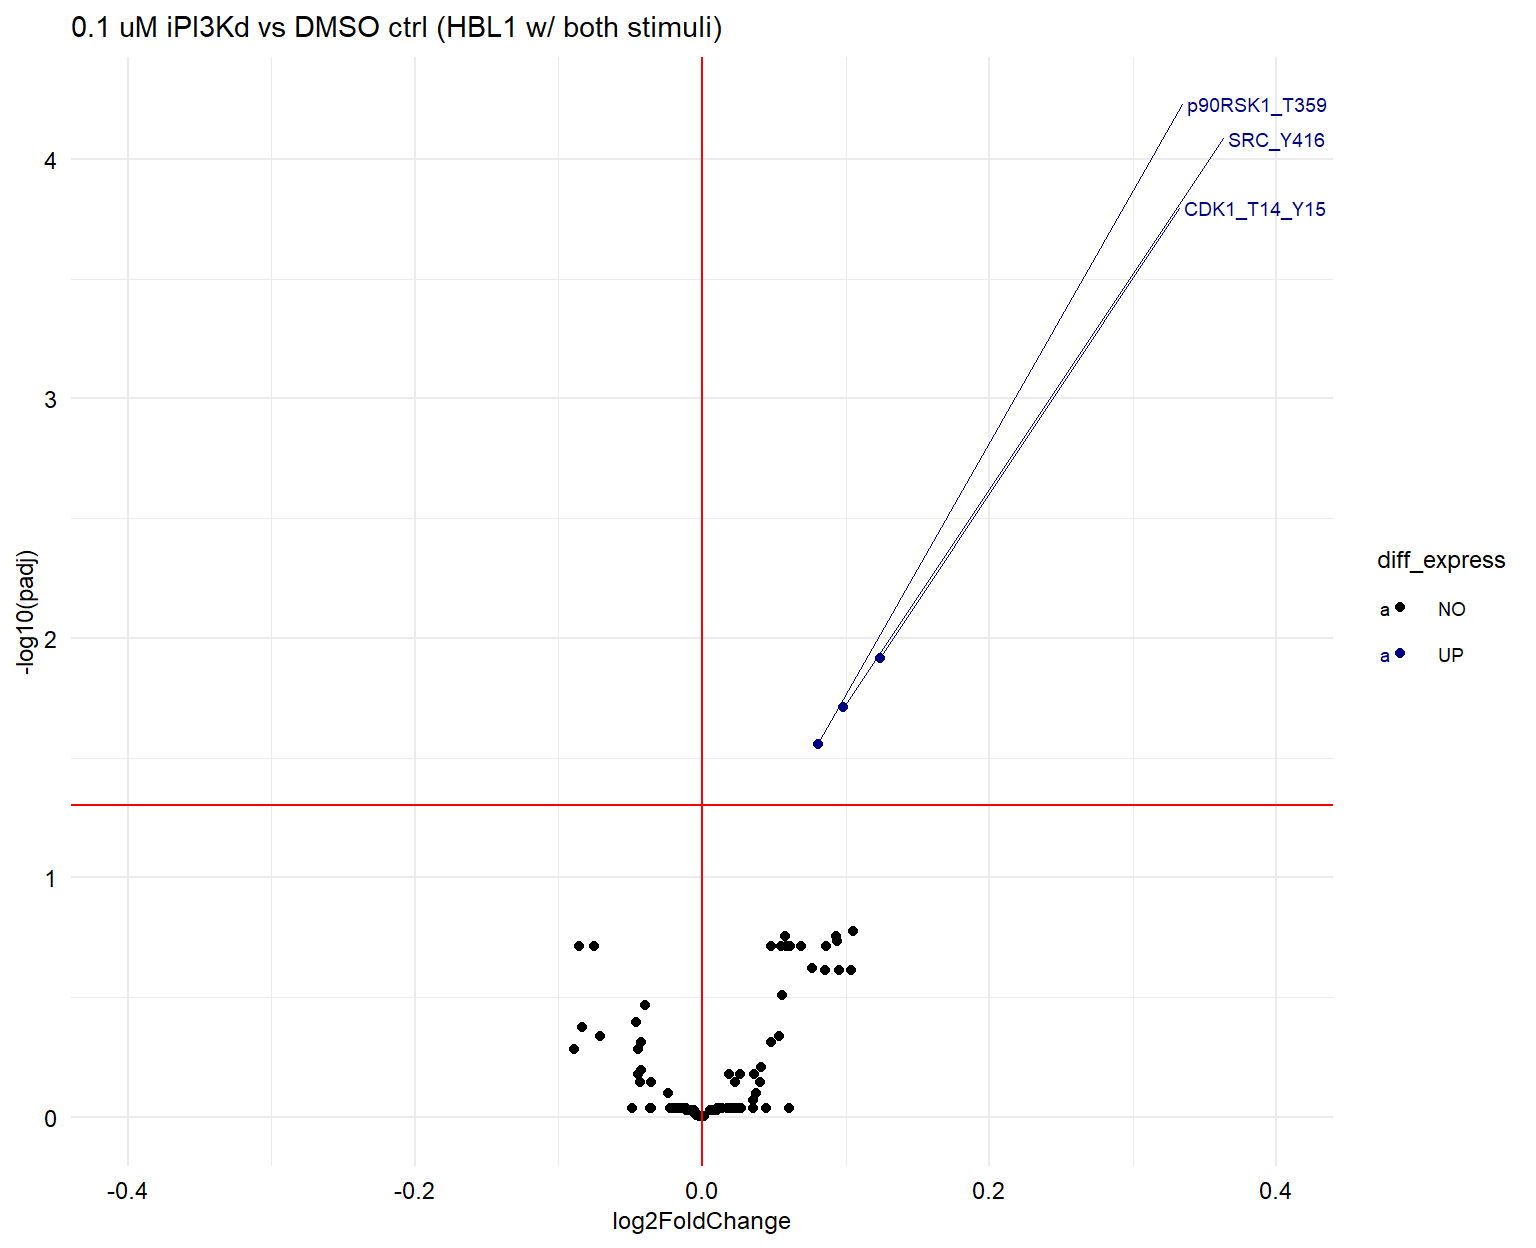 0.1 uM iPI3Kd vs DMSO ctrl (HBL1 w/ both stimuli)
p90RSK1_T359
SRC_Y416
CDK1_T14_Y15
4
3
2
1
0
-log10(padj)
-0.4
-0.2
0.0
0.2
0.4
log2FoldChange
diff_express
a NO
a UP